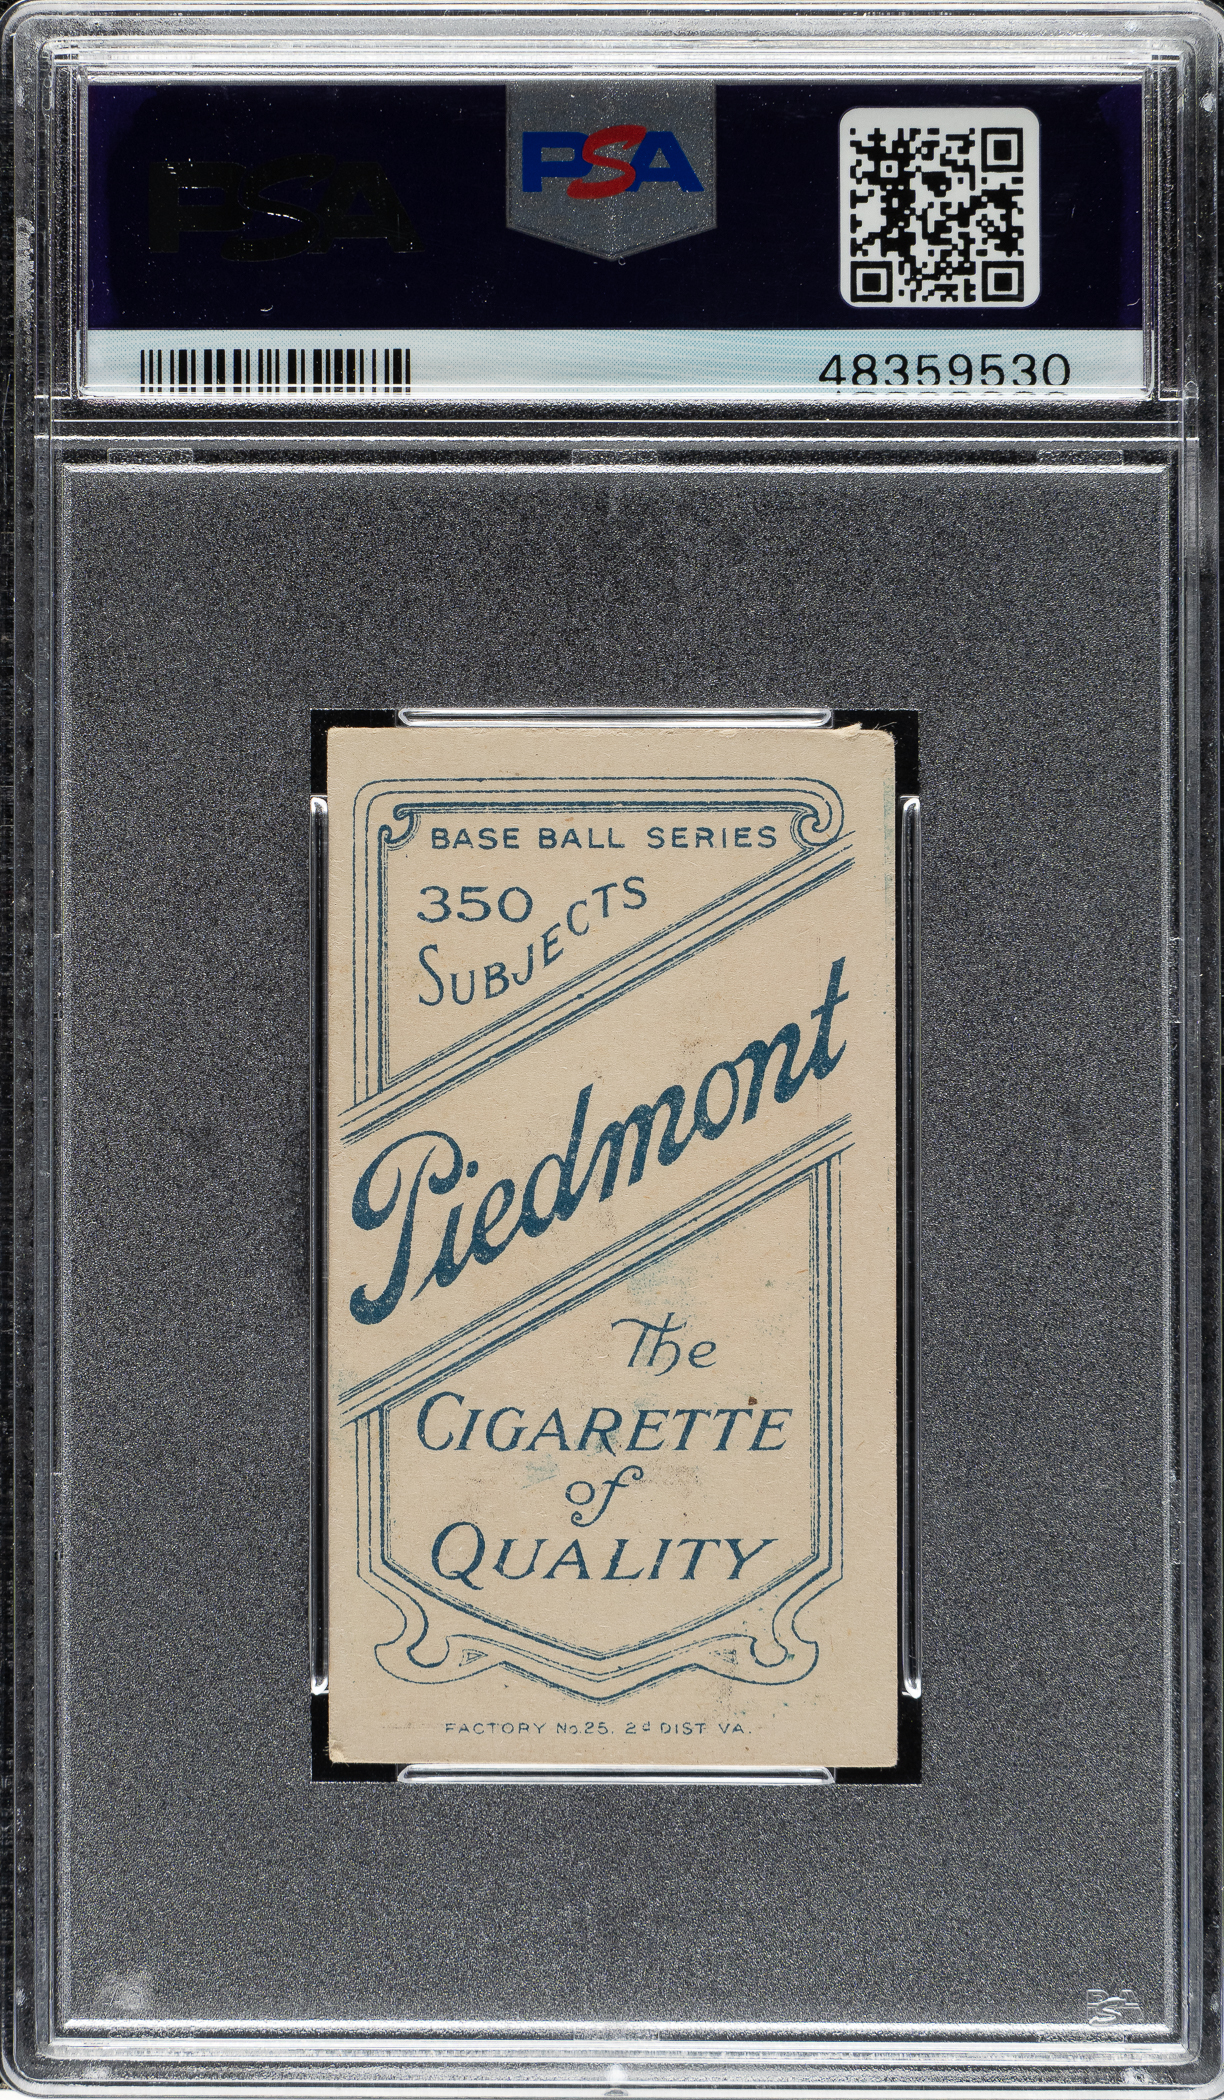 PSA
PSA
48359530
BASE BALL SERIES
350
SUBJECTS
Piedmont
The
CIGARETTE
of
QUALITY
FACTORY No.25. 2d DIST. VA.
PSA